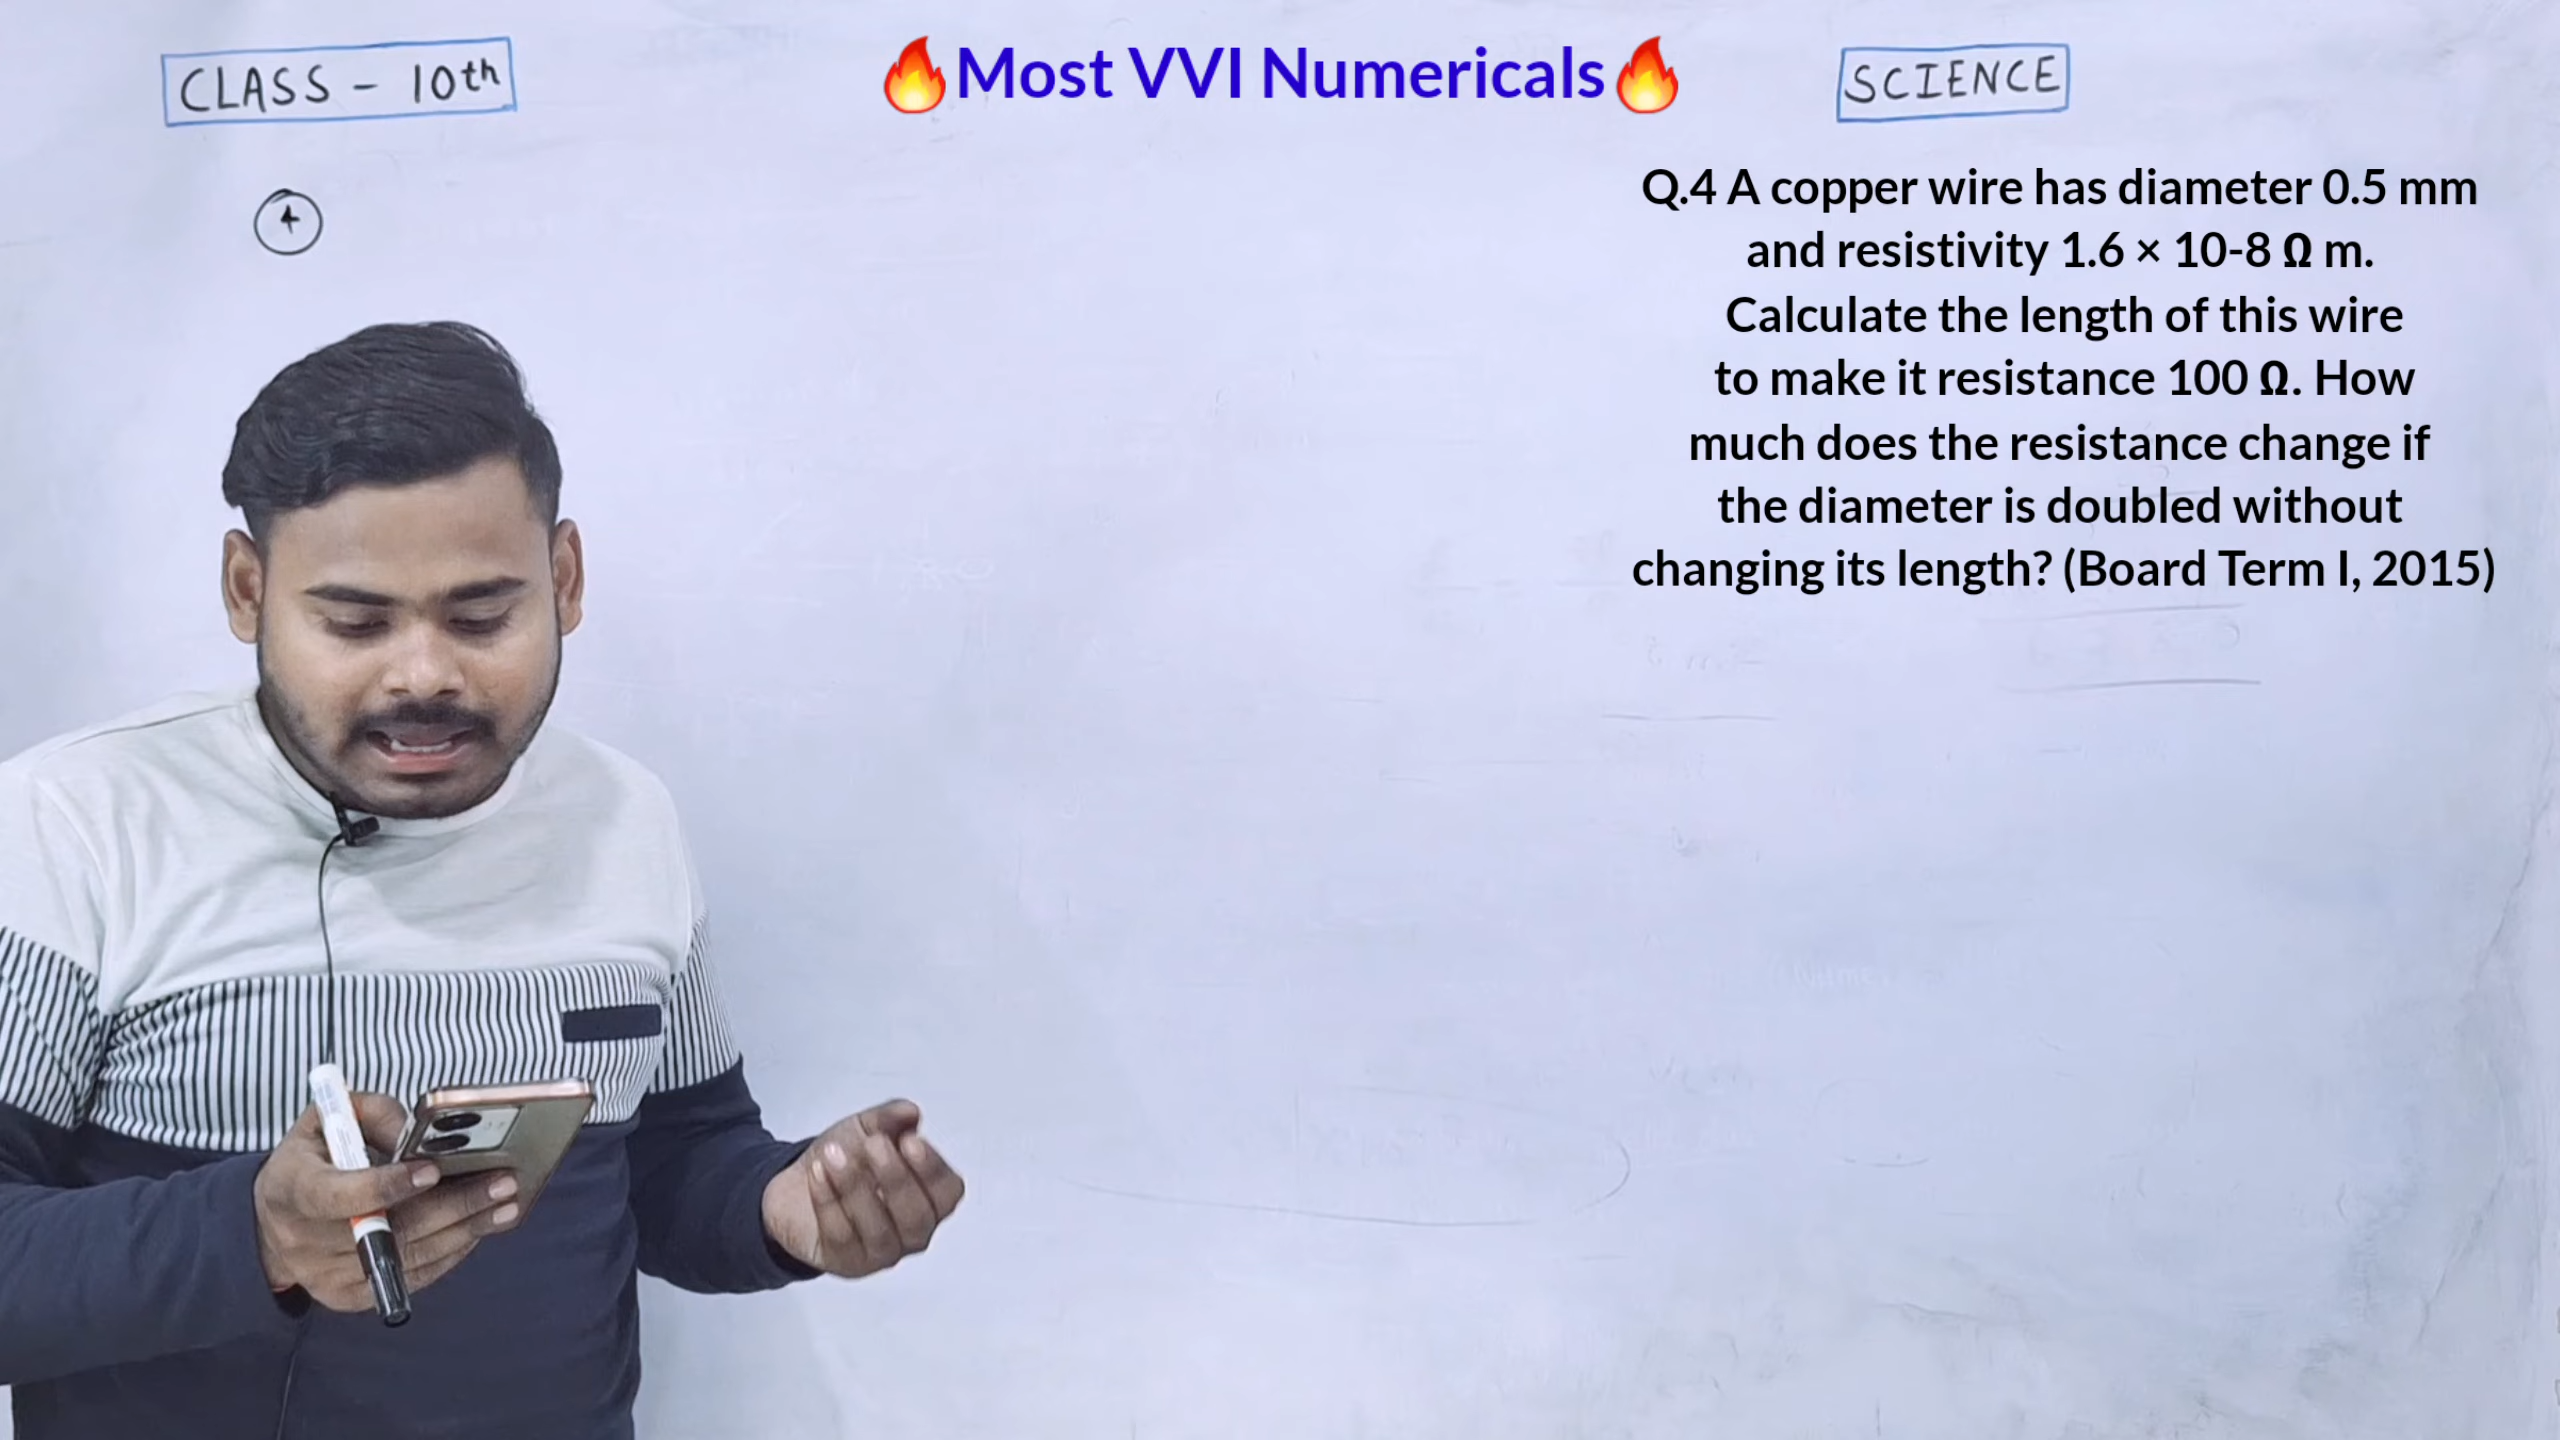 CLASS - 10th
🔥Most VVI Numericals🔥
SCIENCE
4
Q.4 A copper wire has diameter 0.5 mm
and resistivity 1.6 × 10-8 Ω m.
Calculate the length of this wire
to make it resistance 100 Ω. How
much does the resistance change if
the diameter is doubled without
changing its length? (Board Term I, 2015)